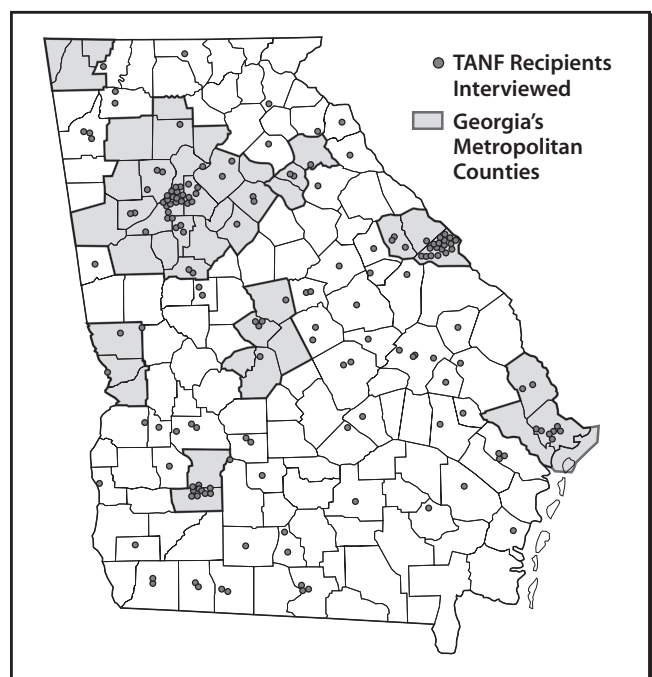 TANF Recipients
Interviewed
Georgia's
Metropolitan
Counties